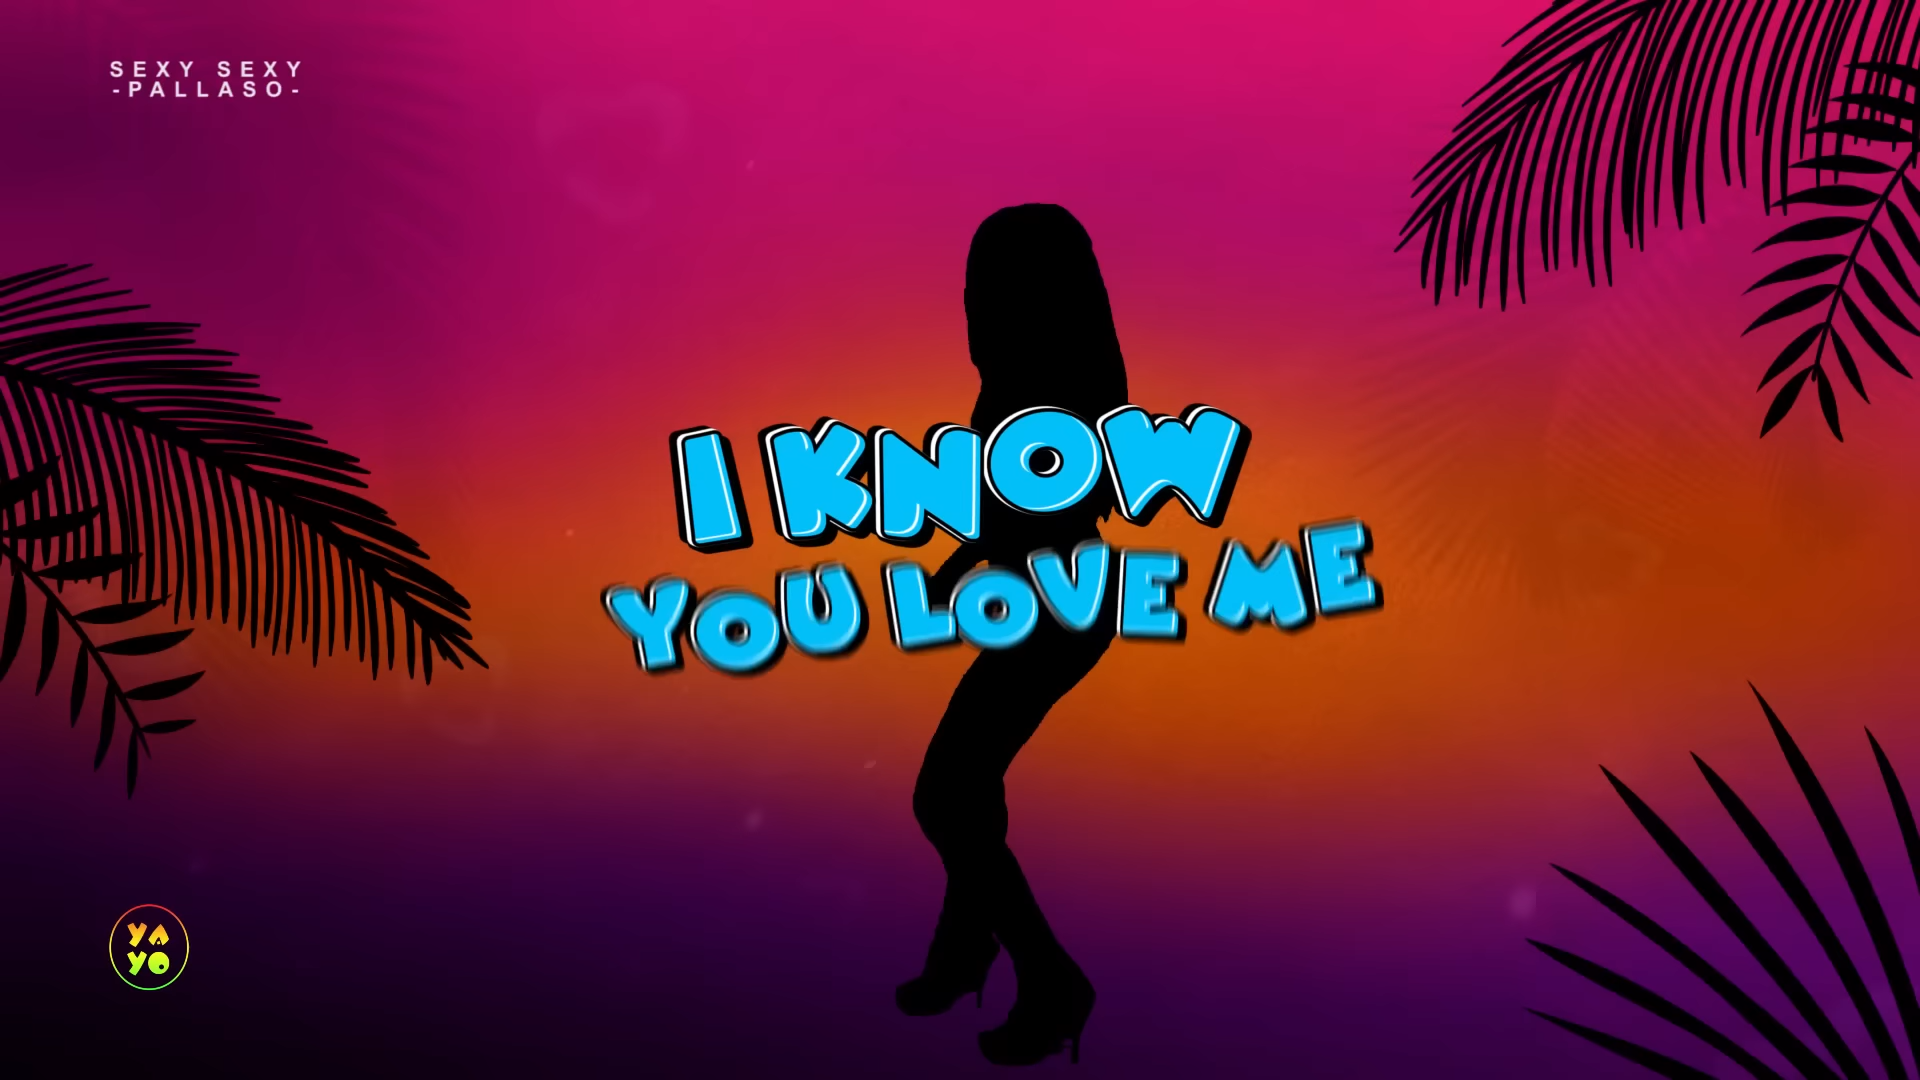 SEXY SEXY
-PALLASO-
I KNOW
YOU LOVE ME
YA
YO